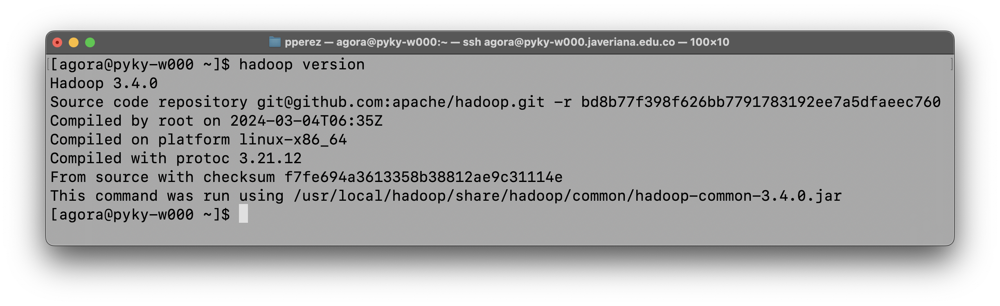 pperez — agora@pyky-w000:~ — ssh agora@pyky-w000.javeriana.edu.co — 100×10
[agora@pyky-w000 ~]$ hadoop version
Hadoop 3.4.0
Source code repository git@github.com:apache/hadoop.git -r bd8b77f398f626bb7791783192ee7a5dfaeec760
Compiled by root on 2024-03-04T06:35Z
Compiled on platform linux-x86_64
Compiled with protoc 3.21.12
From source with checksum f7fe694a3613358b38812ae9c31114e
This command was run using /usr/local/hadoop/share/hadoop/common/hadoop-common-3.4.0.jar
[agora@pyky-w000 ~]$